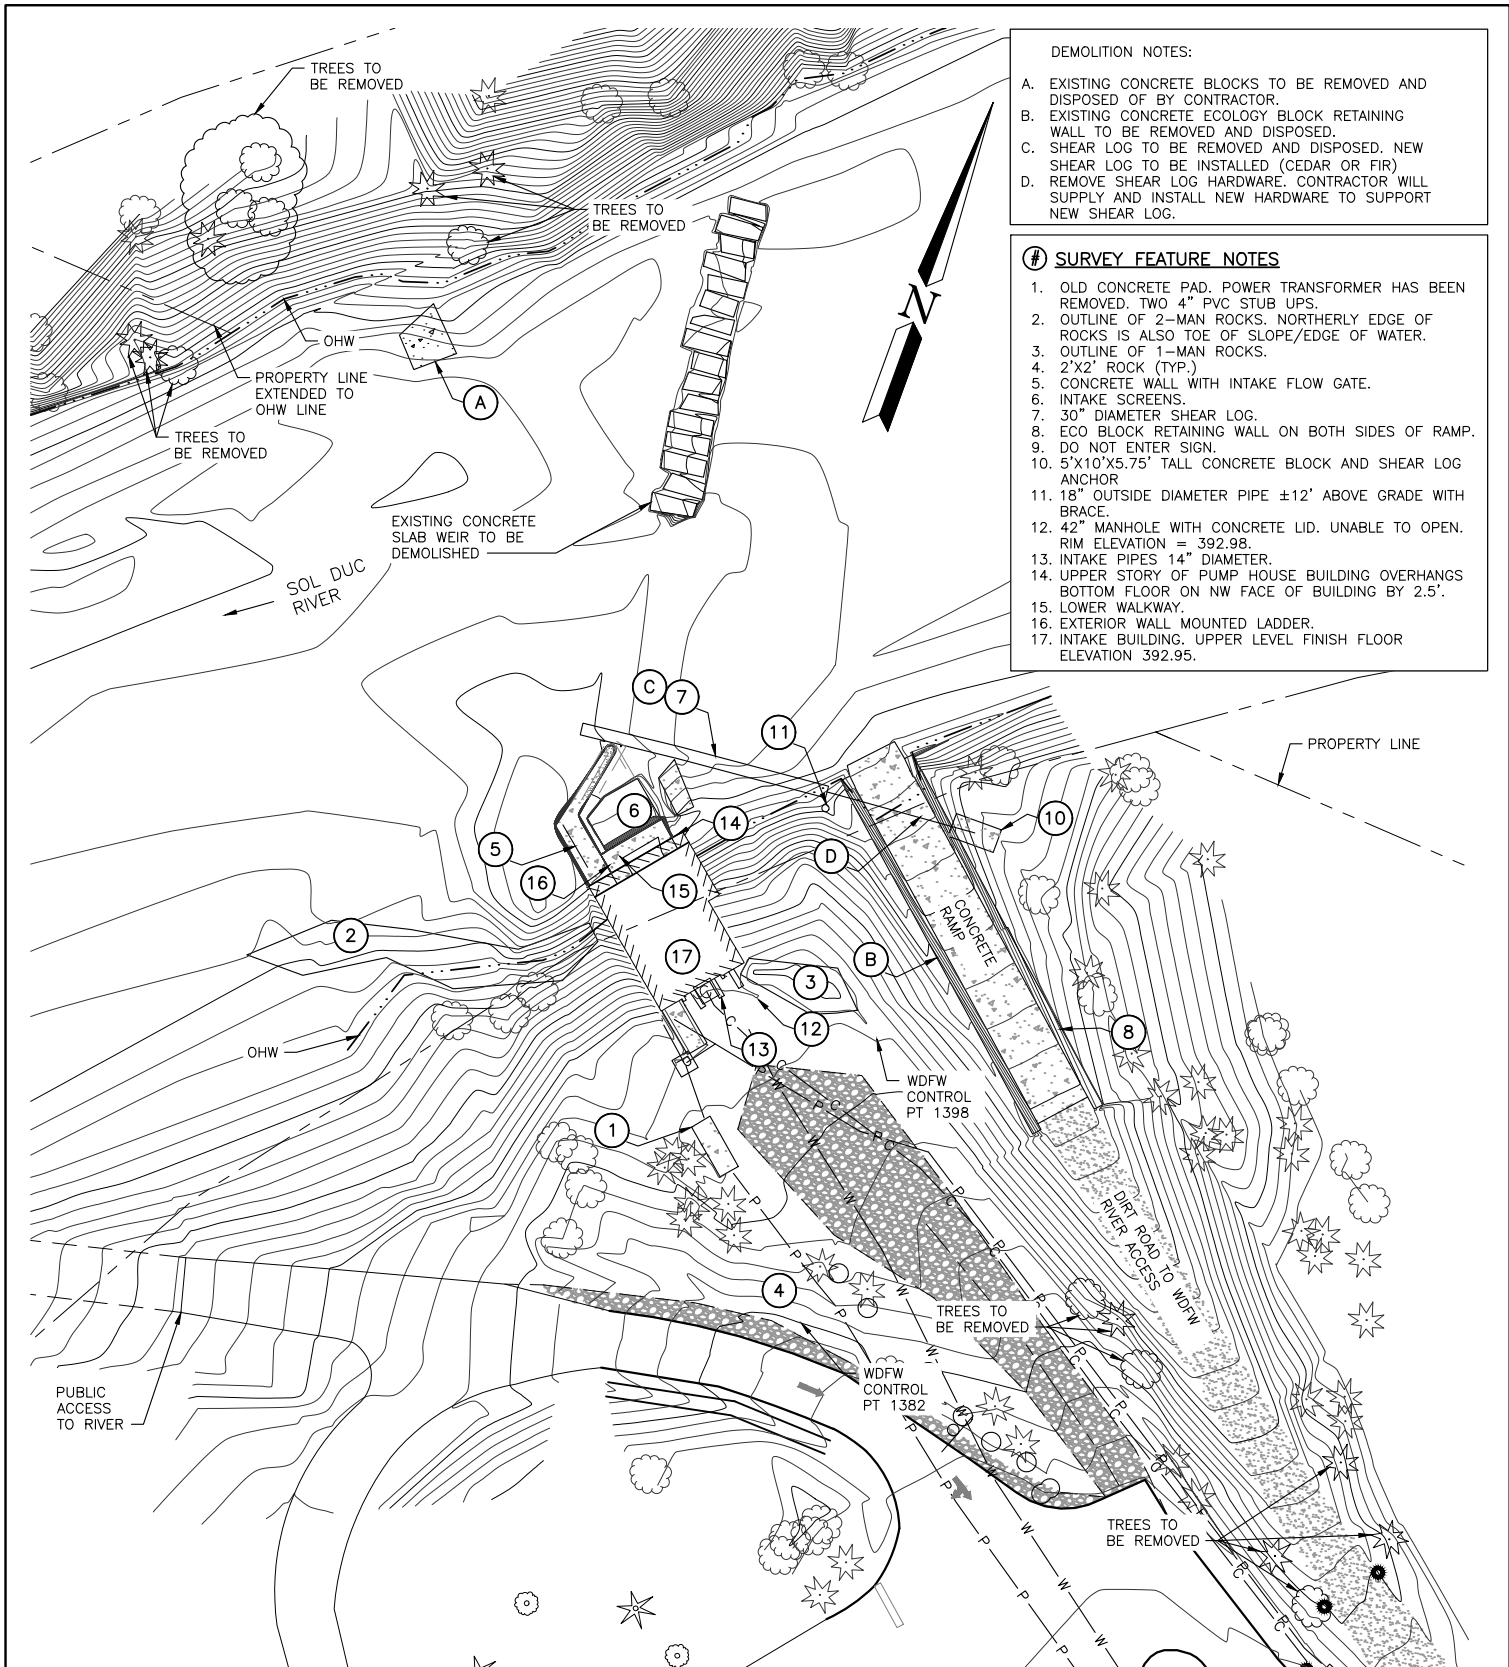 DEMOLITION NOTES:
A. EXISTING CONCRETE BLOCKS TO BE REMOVED AND
DISPOSED OF BY CONTRACTOR.
B. EXISTING CONCRETE ECOLOGY BLOCK RETAINING
WALL TO BE REMOVED AND DISPOSED.
C. SHEAR LOG TO BE REMOVED AND DISPOSED. NEW
SHEAR LOG TO BE INSTALLED (CEDAR OR FIR)
D. REMOVE SHEAR LOG HARDWARE. CONTRACTOR WILL
SUPPLY AND INSTALL NEW HARDWARE TO SUPPORT
NEW SHEAR LOG.
# SURVEY FEATURE NOTES
1. OLD CONCRETE PAD. POWER TRANSFORMER HAS BEEN
REMOVED. TWO 4" PVC STUB UPS.
2. OUTLINE OF 2-MAN ROCKS. NORTHERLY EDGE OF
ROCKS IS ALSO TOE OF SLOPE/EDGE OF WATER.
3. OUTLINE OF 1-MAN ROCKS.
4. 2'X2' ROCK (TYP.)
5. CONCRETE WALL WITH INTAKE FLOW GATE.
6. INTAKE SCREENS.
7. 30" DIAMETER SHEAR LOG.
8. ECO BLOCK RETAINING WALL ON BOTH SIDES OF RAMP.
9. DO NOT ENTER SIGN.
10. 5'X10'X5.75' TALL CONCRETE BLOCK AND SHEAR LOG
ANCHOR
11. 18" OUTSIDE DIAMETER PIPE ±12' ABOVE GRADE WITH
BRACE.
12. 42" MANHOLE WITH CONCRETE LID. UNABLE TO OPEN.
RIM ELEVATION = 392.98.
13. INTAKE PIPES 14" DIAMETER.
14. UPPER STORY OF PUMP HOUSE BUILDING OVERHANGS
BOTTOM FLOOR ON NW FACE OF BUILDING BY 2.5'.
15. LOWER WALKWAY.
16. EXTERIOR WALL MOUNTED LADDER.
17. INTAKE BUILDING. UPPER LEVEL FINISH FLOOR
ELEVATION 392.95.
TREES TO
BE REMOVED
TREES TO
BE REMOVED
N
OHW
PROPERTY LINE
EXTENDED TO
OHW LINE
A
TREES TO
BE REMOVED
EXISTING CONCRETE
SLAB WEIR TO BE
DEMOLISHED
SOL DUC
RIVER
C
7
11
PROPERTY LINE
6
14
10
5
D
16
15
2
CONCRETE
RAMP
B
17
3
12
8
OHW
13
WDFW
CONTROL
PT 1398
1
DIRT ROAD TO WDFW
RIVER ACCESS
4
TREES TO
BE REMOVED
WDFW
CONTROL
PT 1382
PUBLIC
ACCESS
TO RIVER
TREES TO
BE REMOVED